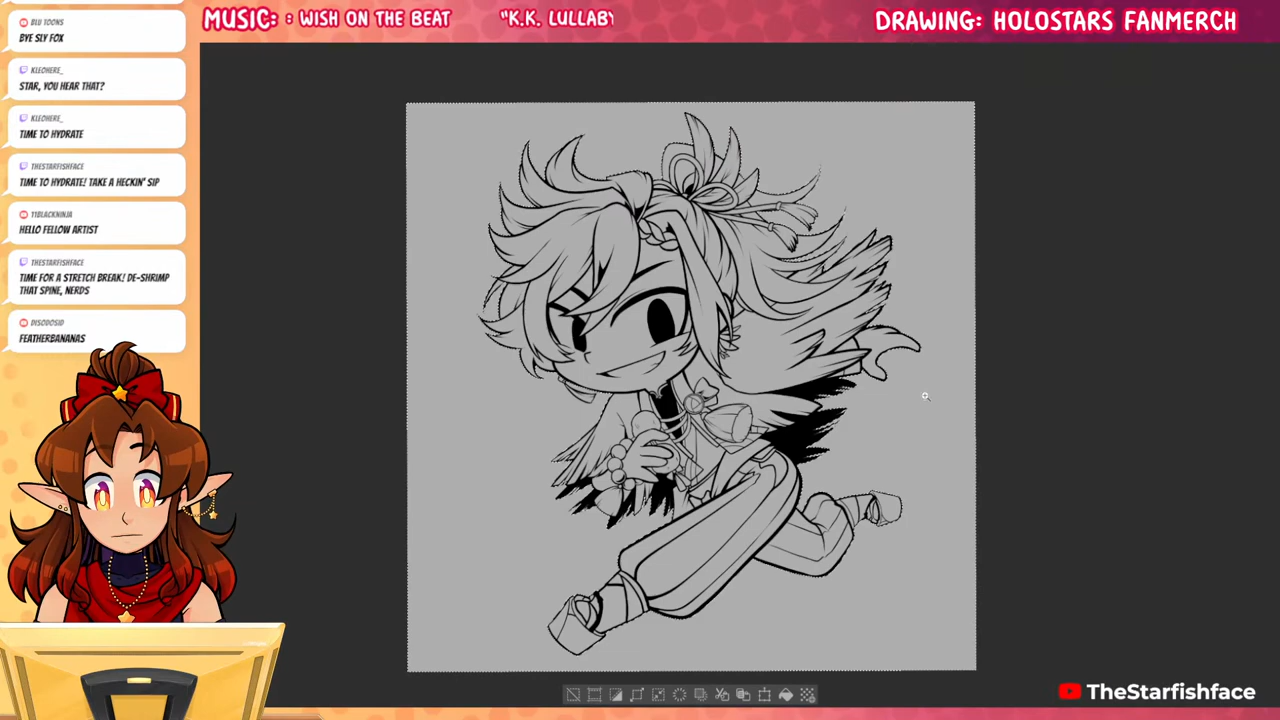 MUSIC: : WISH ON THE BEAT "K.K. LULLABY
DRAWING: HOLOSTARS FANMERCH
BLU TOONS
BYE SLY FOX
KLEOHERE_
STAR, YOU HEAR THAT?
KLEOHERE_
TIME TO HYDRATE
THESTARFISHFACE
TIME TO HYDRATE! TAKE A HECKIN' SIP
11BLACKNINJA
HELLO FELLOW ARTIST
THESTARFISHFACE
TIME FOR A STRETCH BREAK! DE-SHRIMP
THAT SPINE, NERDS
DISODOSID
FEATHERBANANAS
TheStarfishface